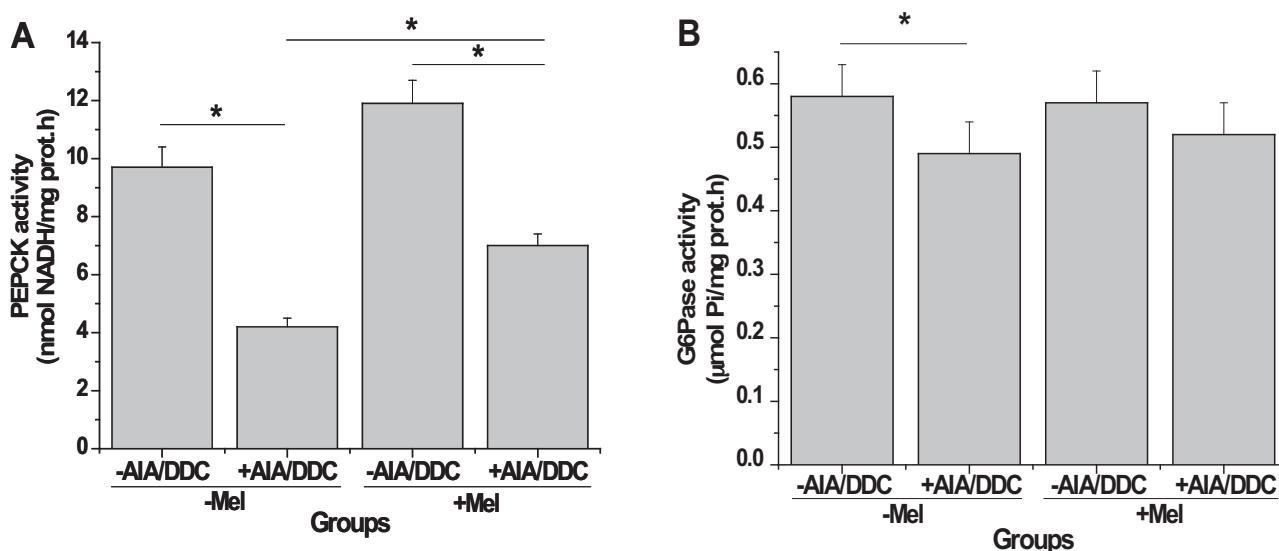 A
*
*
*
14
12
10
8
6
4
2
0
PEPCK activity
(nmol NADH/mg prot.h)
-AIA/DDC +AIA/DDC -AIA/DDC +AIA/DDC
-Mel +Mel
Groups
B
*
0.6
0.5
0.4
0.3
0.2
0.1
0.0
G6Pase activity
(µmol Pi/mg prot.h)
-AIA/DDC +AIA/DDC -AIA/DDC +AIA/DDC
-Mel +Mel
Groups